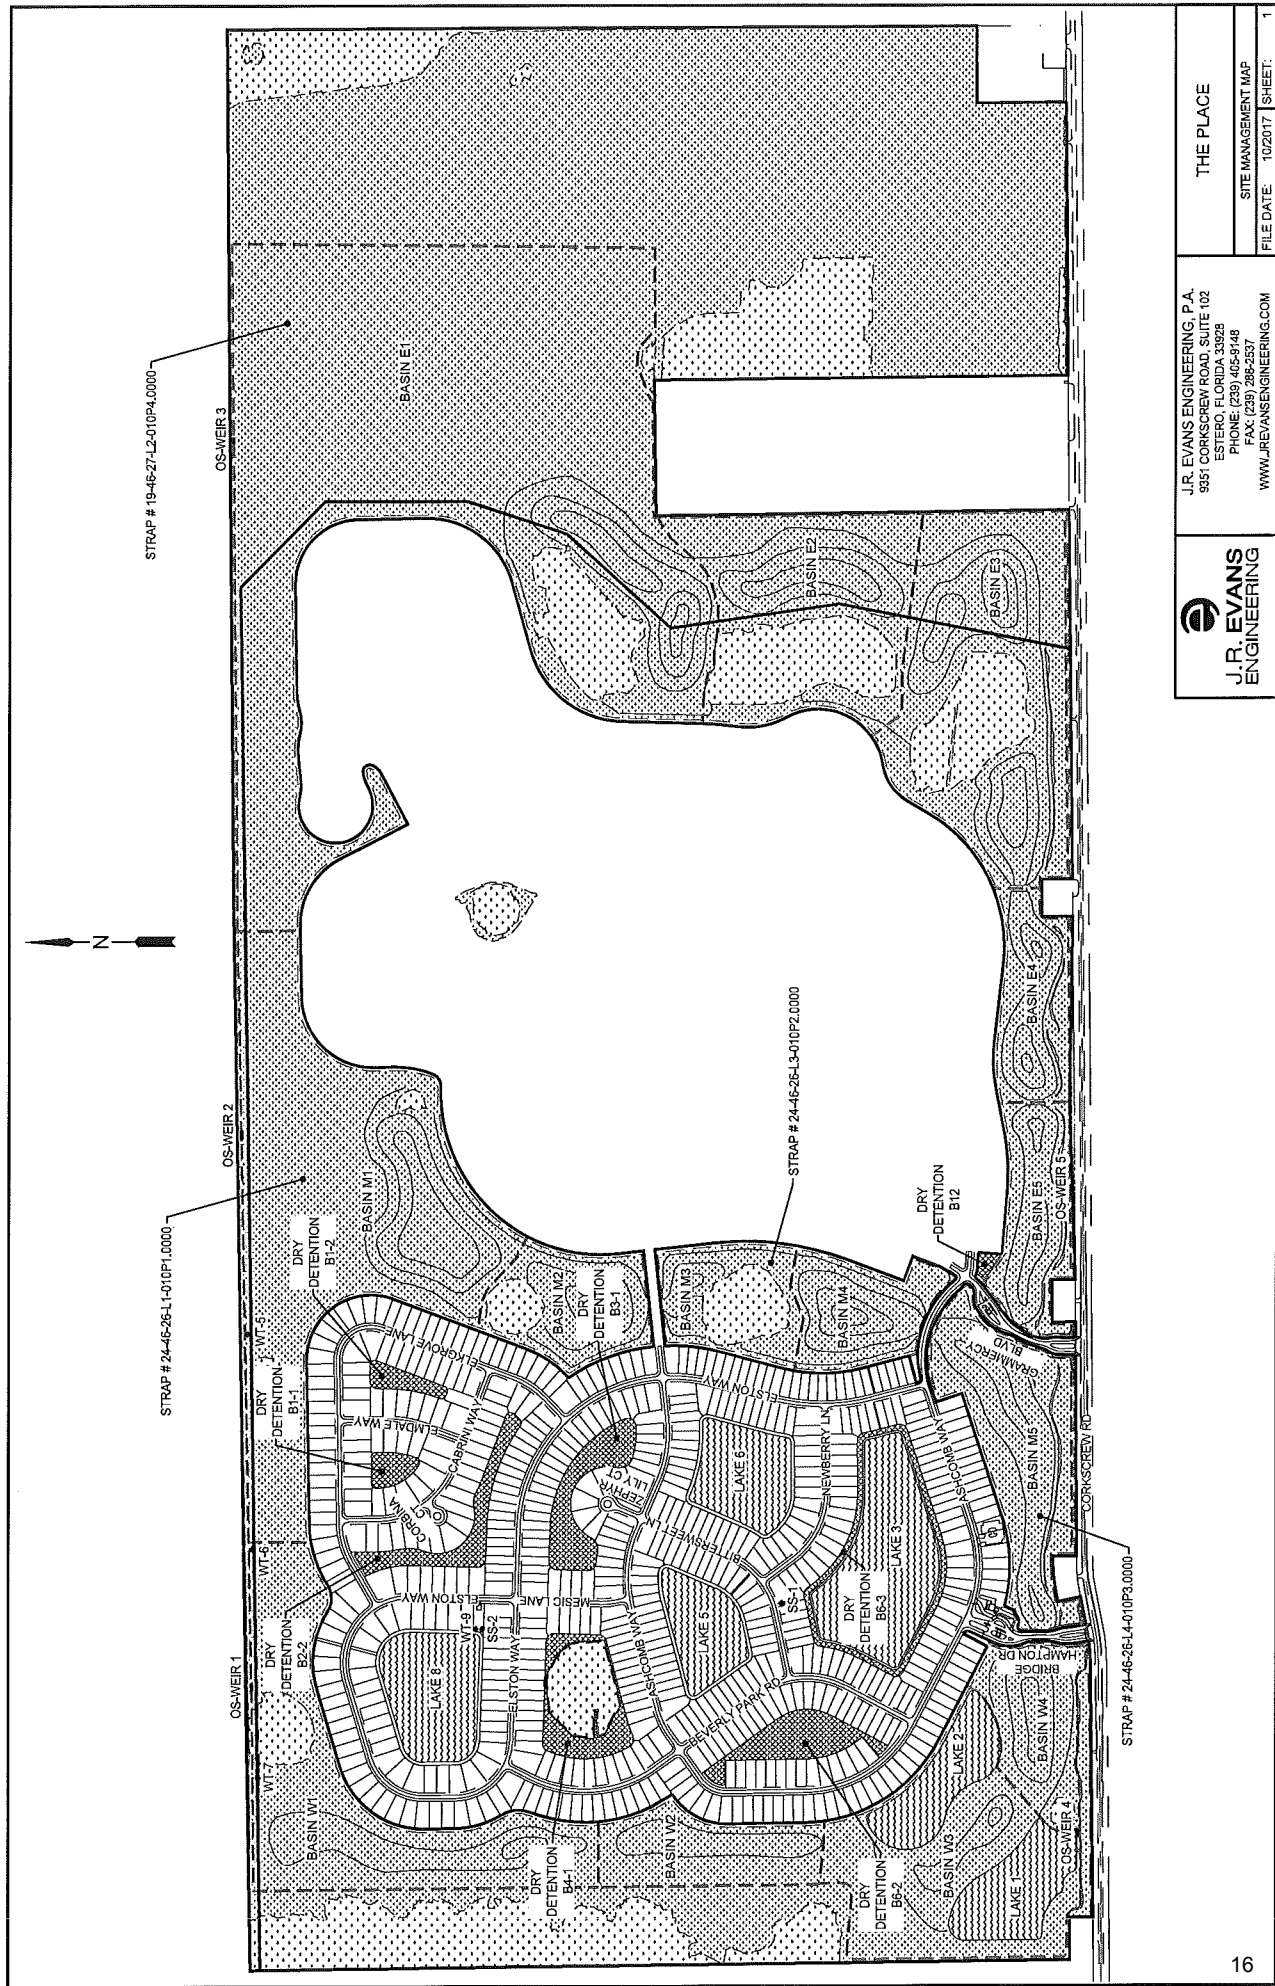 STRAP # 19-46-27-L2-010P4.0000
OS-WEIR 3
BASIN E1
BASIN E2
BASIN E3
N
STRAP # 24-46-26-L1-010P1.0000
OS-WEIR 2
BASIN M1
DRY
DETENTION
B1-2
WT-5
DRY
DETENTION
B1-1
ELKGROVE LANE
ELMDALE WAY
CABRINI WAY
CORBINA
CT
BASIN M2
DRY
DETENTION
B3-1
BASIN M3
STRAP # 24-46-26-L3-010P2.0000
BASIN M4
DRY
DETENTION
B12
BASIN E4
BASIN E5
OS-WEIR 5
GRAMMERCY
BLVD
BASIN M5
CORKSCREW RD
STRAP # 24-46-26-L4-010P3.0000
WT-6
OS-WEIR 1
DRY
DETENTION
B2-2
WT-7
ELSTON WAY
WT-9
SS-2
LAKE 8
ELSTON WAY
MESIC LANE
ZEPHYR
LILY CT
ELSTON WAY
LAKE 6
NEWBERRY LN
BITTERSWEET LN
ASHCOMB WAY
LAKE 5
SS-1
LAKE 3
DRY
DETENTION
B6-3
ASHCOMB WAY
BEVERLY PARK RD
BRIDGE
HAMPTON DR
BASIN W1
DRY
DETENTION
B4-1
BASIN W2
DRY
DETENTION
B6-2
BASIN W3
LAKE 2
BASIN W4
LAKE 1
OS-WEIR 4
J.R. EVANS
ENGINEERING
J.R. EVANS ENGINEERING, P.A.
9351 CORKSCREW ROAD, SUITE 102
ESTERO, FLORIDA 33928
PHONE: (239) 405-9148
FAX: (239) 288-2537
WWW.JREVANSENGINEERING.COM
THE PLACE
SITE MANAGEMENT MAP
FILE DATE: 10/2017
SHEET: 1
16